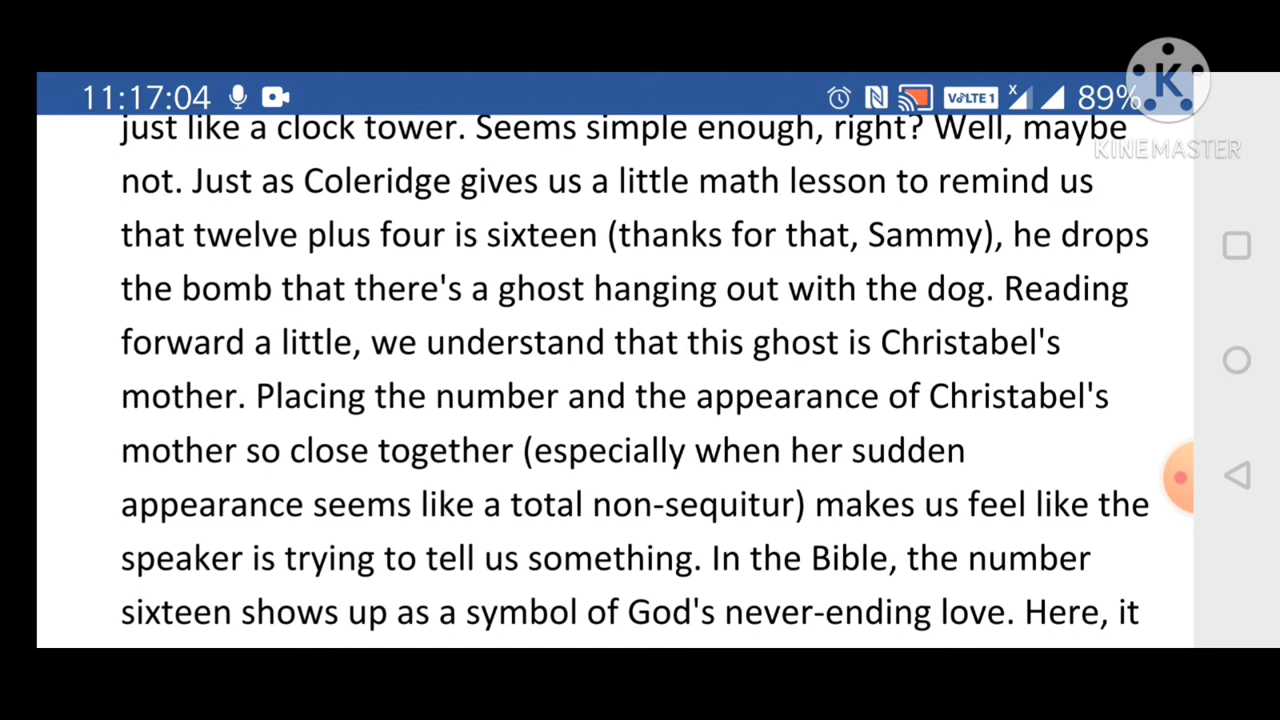 11:17:04 VoLTE 1 X 89%
K
KINEMASTER
just like a clock tower. Seems simple enough, right? Well, maybe
not. Just as Coleridge gives us a little math lesson to remind us
that twelve plus four is sixteen (thanks for that, Sammy), he drops
the bomb that there's a ghost hanging out with the dog. Reading
forward a little, we understand that this ghost is Christabel's
mother. Placing the number and the appearance of Christabel's
mother so close together (especially when her sudden
appearance seems like a total non-sequitur) makes us feel like the
speaker is trying to tell us something. In the Bible, the number
sixteen shows up as a symbol of God's never-ending love. Here, it